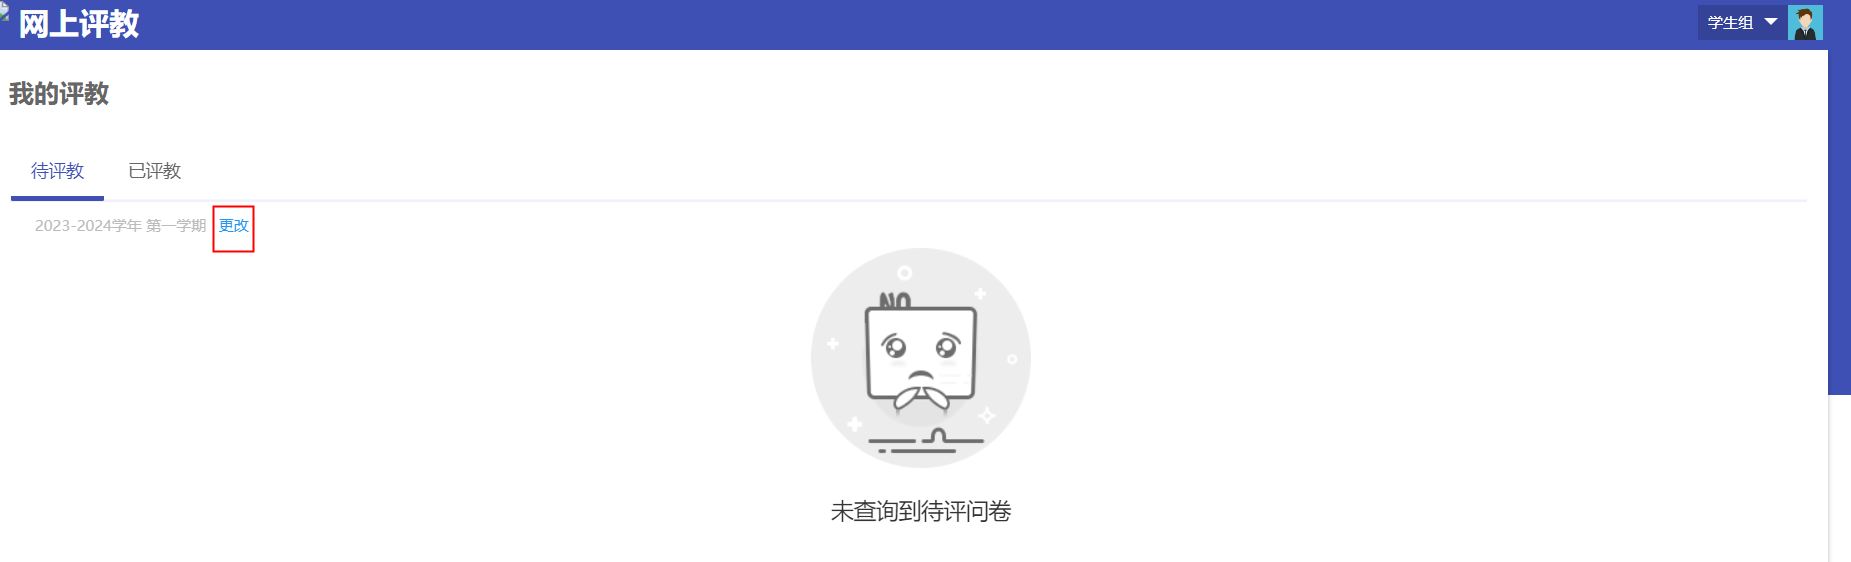 网上评教
学生组
我的评教
待评教 已评教
2023-2024学年 第一学期 更改
NO
未查询到待评问卷